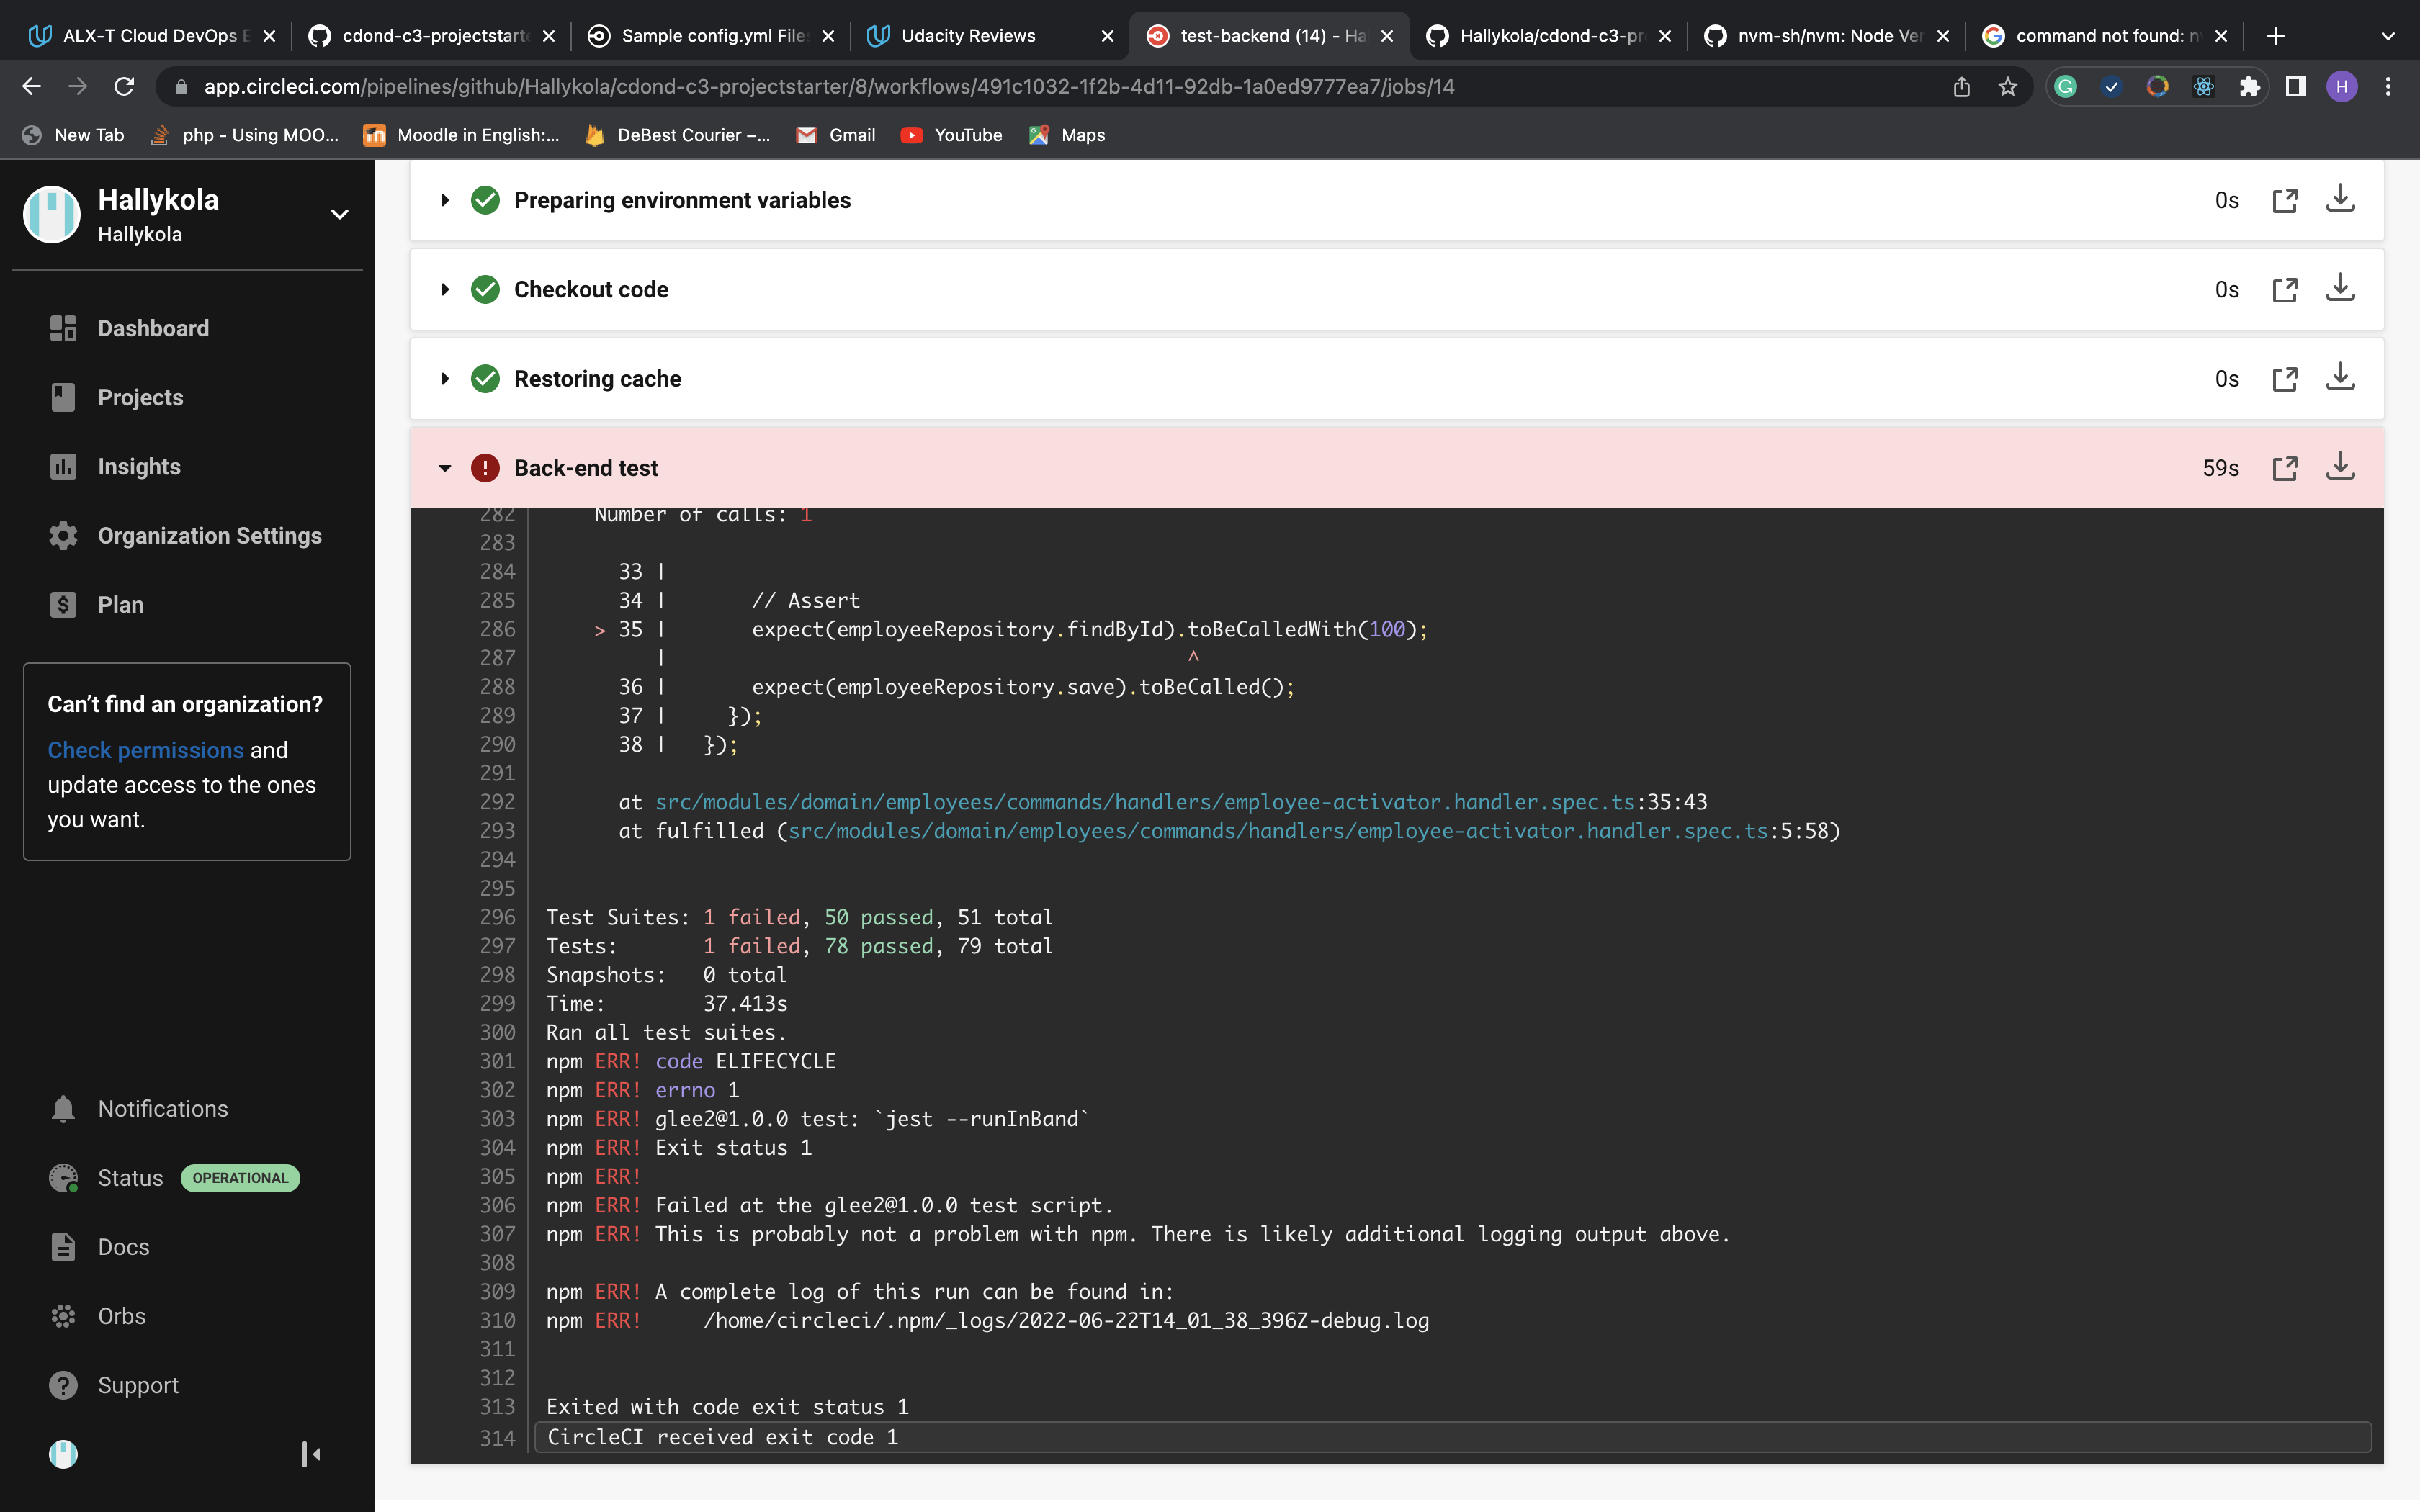 ALX-T Cloud DevOps E
cdond-c3-projectstarte
Sample config.yml File
Udacity Reviews
test-backend (14) - Ha
Hallykola/cdond-c3-pr
nvm-sh/nvm: Node Ver
command not found: n
app.circleci.com/pipelines/github/Hallykola/cdond-c3-projectstarter/8/workflows/491c1032-1f2b-4d11-92db-1a0ed9777ea7/jobs/14
H
New Tab
php - Using MOO...
Moodle in English:...
DeBest Courier –...
Gmail
YouTube
Maps
Hallykola
Hallykola
Dashboard
Projects
Insights
Organization Settings
Plan
Can't find an organization?
Check permissions and
update access to the ones
you want.
Notifications
Status OPERATIONAL
Docs
Orbs
Support
Preparing environment variables 0s
Checkout code 0s
Restoring cache 0s
Back-end test 59s
282 Number of calls: 1
283
284 33 |
285 34 | // Assert
286 > 35 | expect(employeeRepository.findById).toBeCalledWith(100);
287 | ^
288 36 | expect(employeeRepository.save).toBeCalled();
289 37 | });
290 38 | });
291
292 at src/modules/domain/employees/commands/handlers/employee-activator.handler.spec.ts:35:43
293 at fulfilled (src/modules/domain/employees/commands/handlers/employee-activator.handler.spec.ts:5:58)
294
295
296 Test Suites: 1 failed, 50 passed, 51 total
297 Tests: 1 failed, 78 passed, 79 total
298 Snapshots: 0 total
299 Time: 37.413s
300 Ran all test suites.
301 npm ERR! code ELIFECYCLE
302 npm ERR! errno 1
303 npm ERR! glee2@1.0.0 test: `jest --runInBand`
304 npm ERR! Exit status 1
305 npm ERR!
306 npm ERR! Failed at the glee2@1.0.0 test script.
307 npm ERR! This is probably not a problem with npm. There is likely additional logging output above.
308
309 npm ERR! A complete log of this run can be found in:
310 npm ERR! /home/circleci/.npm/_logs/2022-06-22T14_01_38_396Z-debug.log
311
312
313 Exited with code exit status 1
314 CircleCI received exit code 1